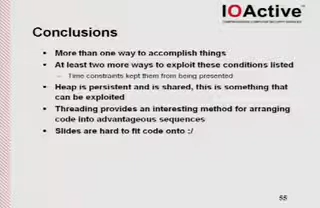 IOActive™
COMPREHENSIVE COMPUTER SECURITY SERVICES
Conclusions
• More than one way to accomplish things
• At least two more ways to exploit these conditions listed
– Time constraints kept them from being presented
• Heap is persistent and is shared, this is something that
can be exploited
• Threading provides an interesting method for arranging
code into advantageous sequences
• Slides are hard to fit code onto :/
55